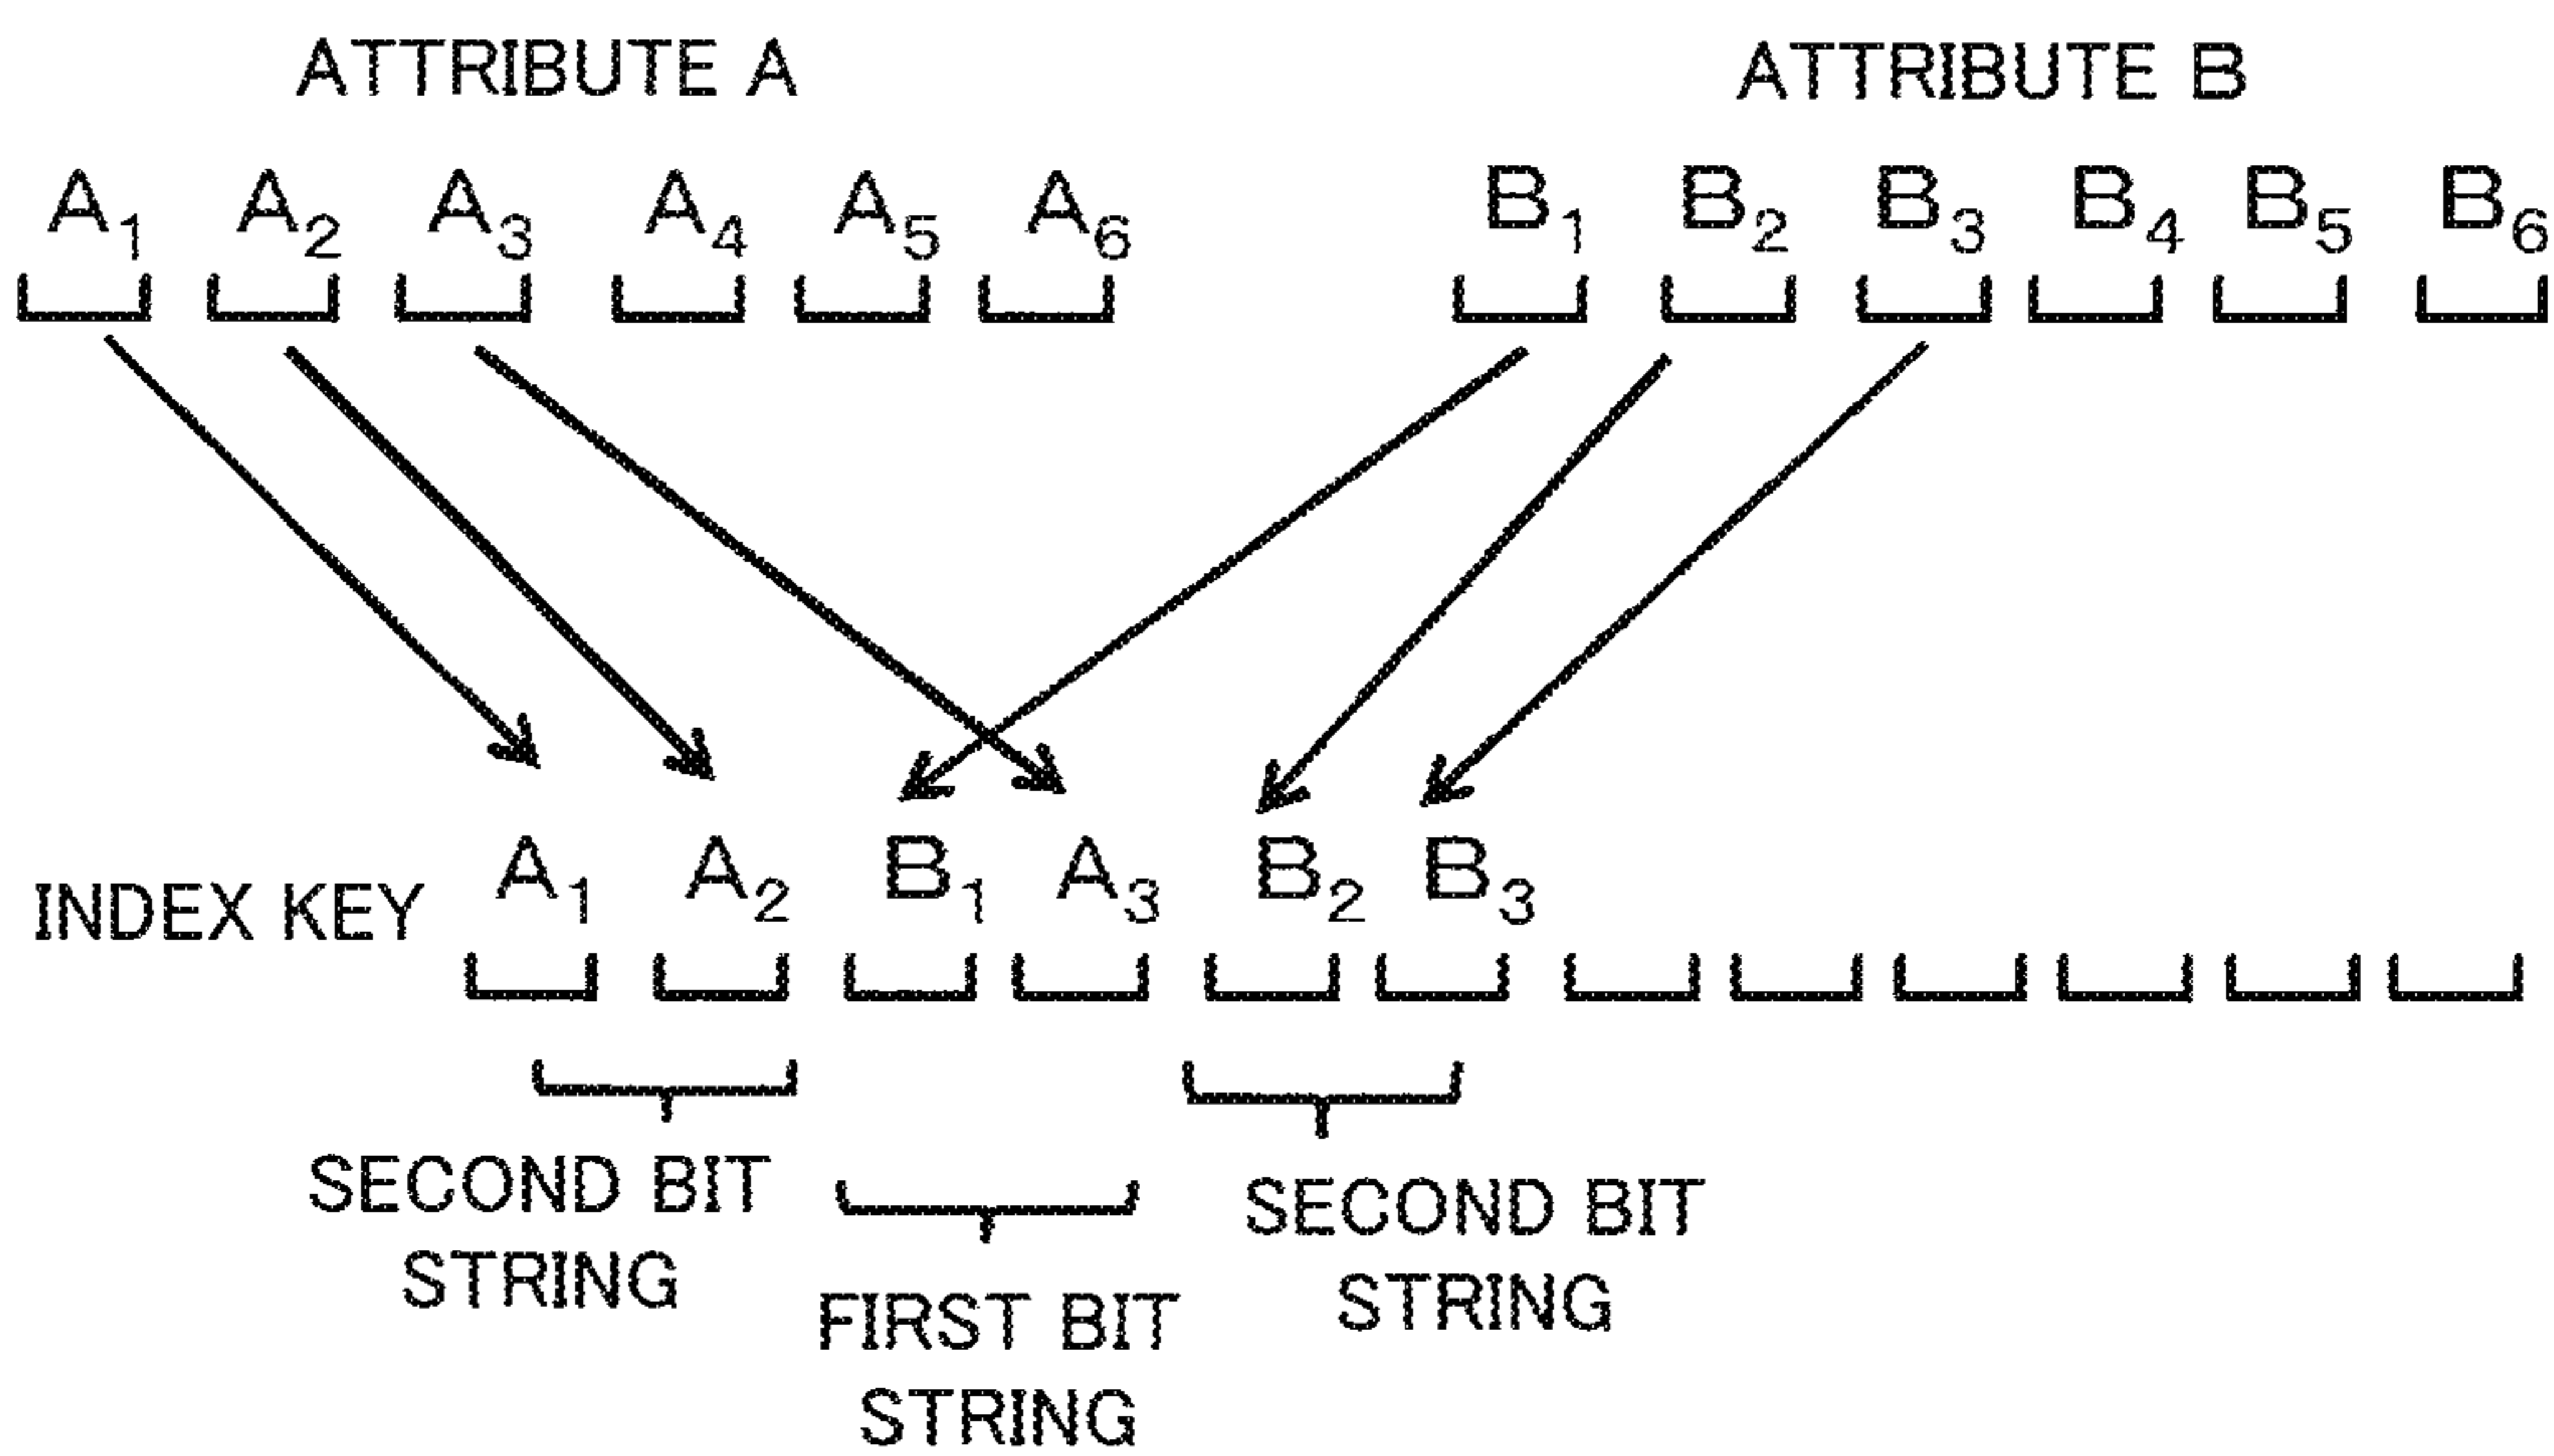 ATTRIBUTE A ATTRIBUTE B
A1 A2 A3 A4 A5 A6 B1 B2 B3 B4 B5 B6
INDEX KEY A1 A2 B1 A3 B2 B3
SECOND BIT
STRING
FIRST BIT
STRING
SECOND BIT
STRING